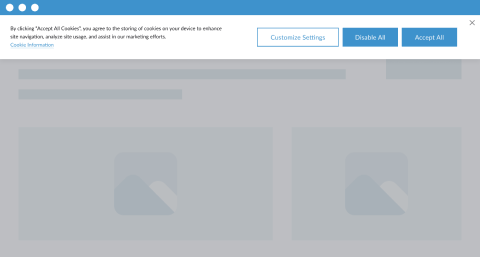 By clicking "Accept All Cookies", you agree to the storing of cookies on your device to enhance
site navigation, analyze site usage, and assist in our marketing efforts.
Cookie Information
Customize Settings
Disable All
Accept All